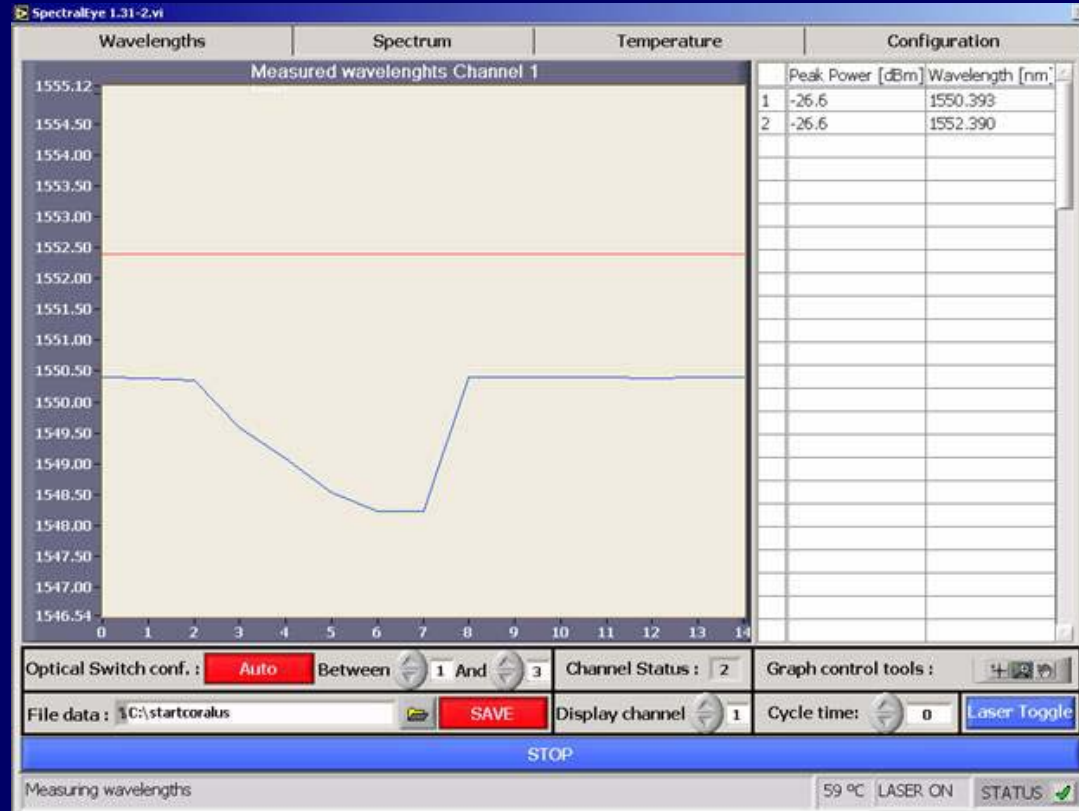 SpectralEye 1.31-2.vi
Wavelengths Spectrum Temperature Configuration
Measured wavelenghts Channel 1
1555.12
1554.50
1554.00
1553.50
1553.00
1552.50
1552.00
1551.50
1551.00
1550.50
1550.00
1549.50
1549.00
1548.50
1548.00
1547.50
1547.00
1546.54
0 1 2 3 4 5 6 7 8 9 10 11 12 13 14
Peak Power [dBm] Wavelength [nm]
1 -26.6 1550.393
2 -26.6 1552.390
Optical Switch conf. : Auto Between 1 And 3 Channel Status : 2 Graph control tools :
File data : C:\startcoralus SAVE Display channel 1 Cycle time: 0 Laser Toggle
STOP
Measuring wavelengths 59 ºC LASER ON STATUS